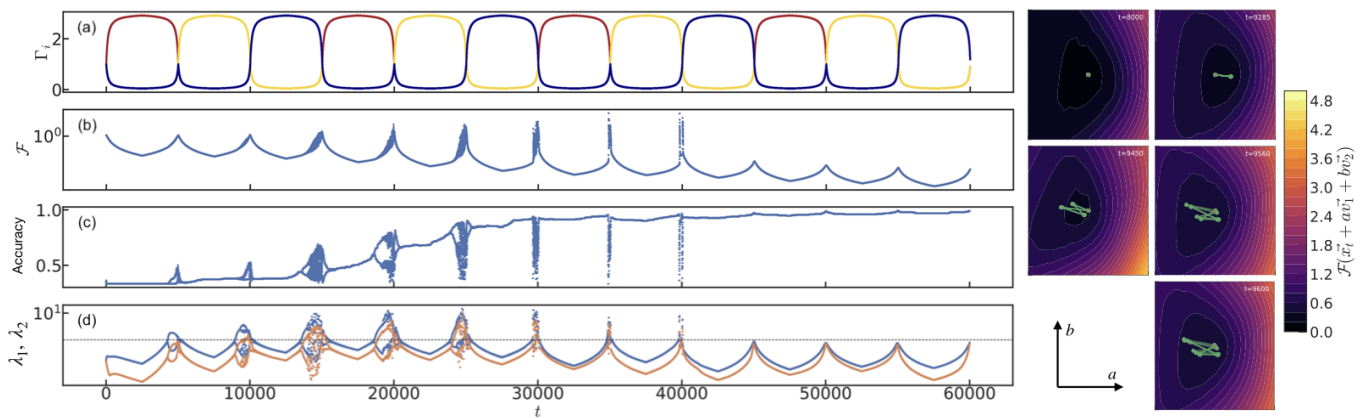 (a)
Γ_i
2
0
(b)
ℱ
10^0
(c)
Accuracy
1.0
0.5
(d)
λ_1, λ_2
10^1
0 10000 20000 30000 40000 50000 60000
t
t=8000
t=9285
t=9450
t=9560
t=9600
b
a
4.8
4.2
3.6
3.0
2.4
1.8
1.2
0.6
0.0
ℱ(x⃗_t + av⃗_1 + bv⃗_2)